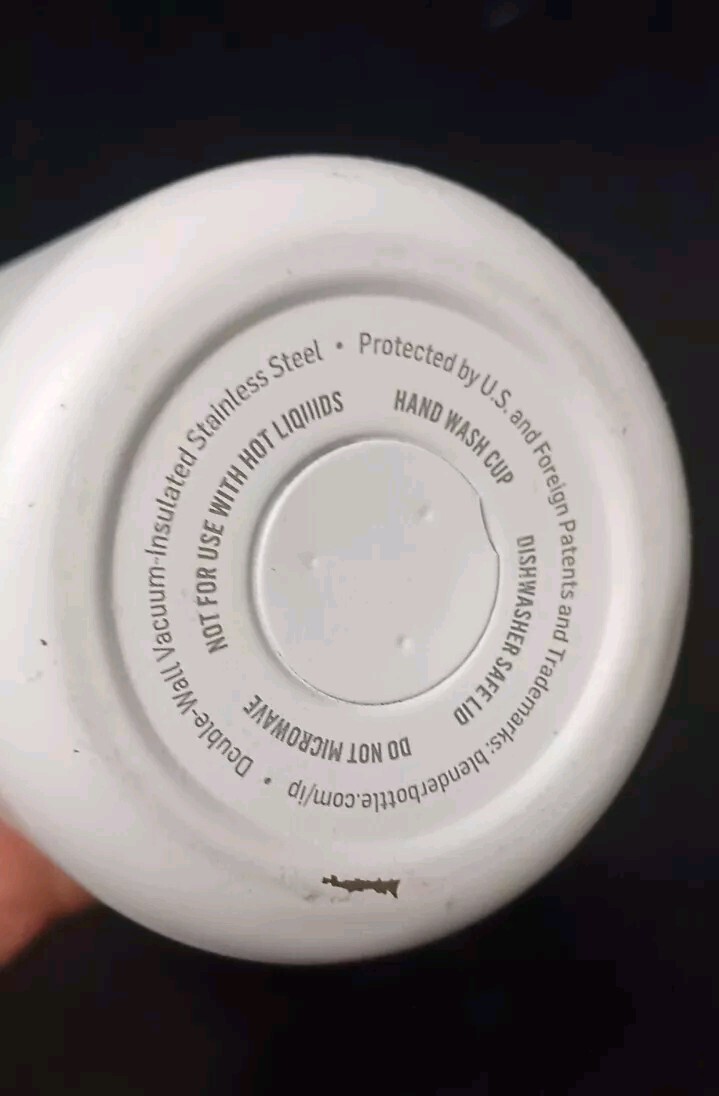 Double-Wall Vacuum-Insulated Stainless Steel • Protected by U.S. and Foreign Patents and Trademarks: blenderbottle.com/ip •
NOT FOR USE WITH HOT LIQIIIDS
HAND WASH CUP
DISHWASHER SAFE LID
DO NOT MICROWAVE